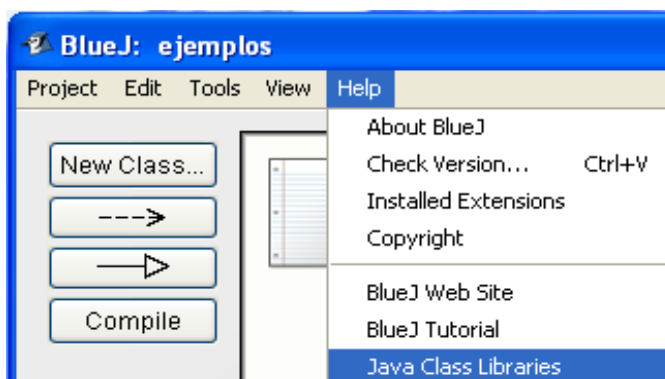 BlueJ: ejemplos
Project Edit Tools View Help
New Class...
Compile
About BlueJ
Check Version... Ctrl+V
Installed Extensions
Copyright
BlueJ Web Site
BlueJ Tutorial
Java Class Libraries